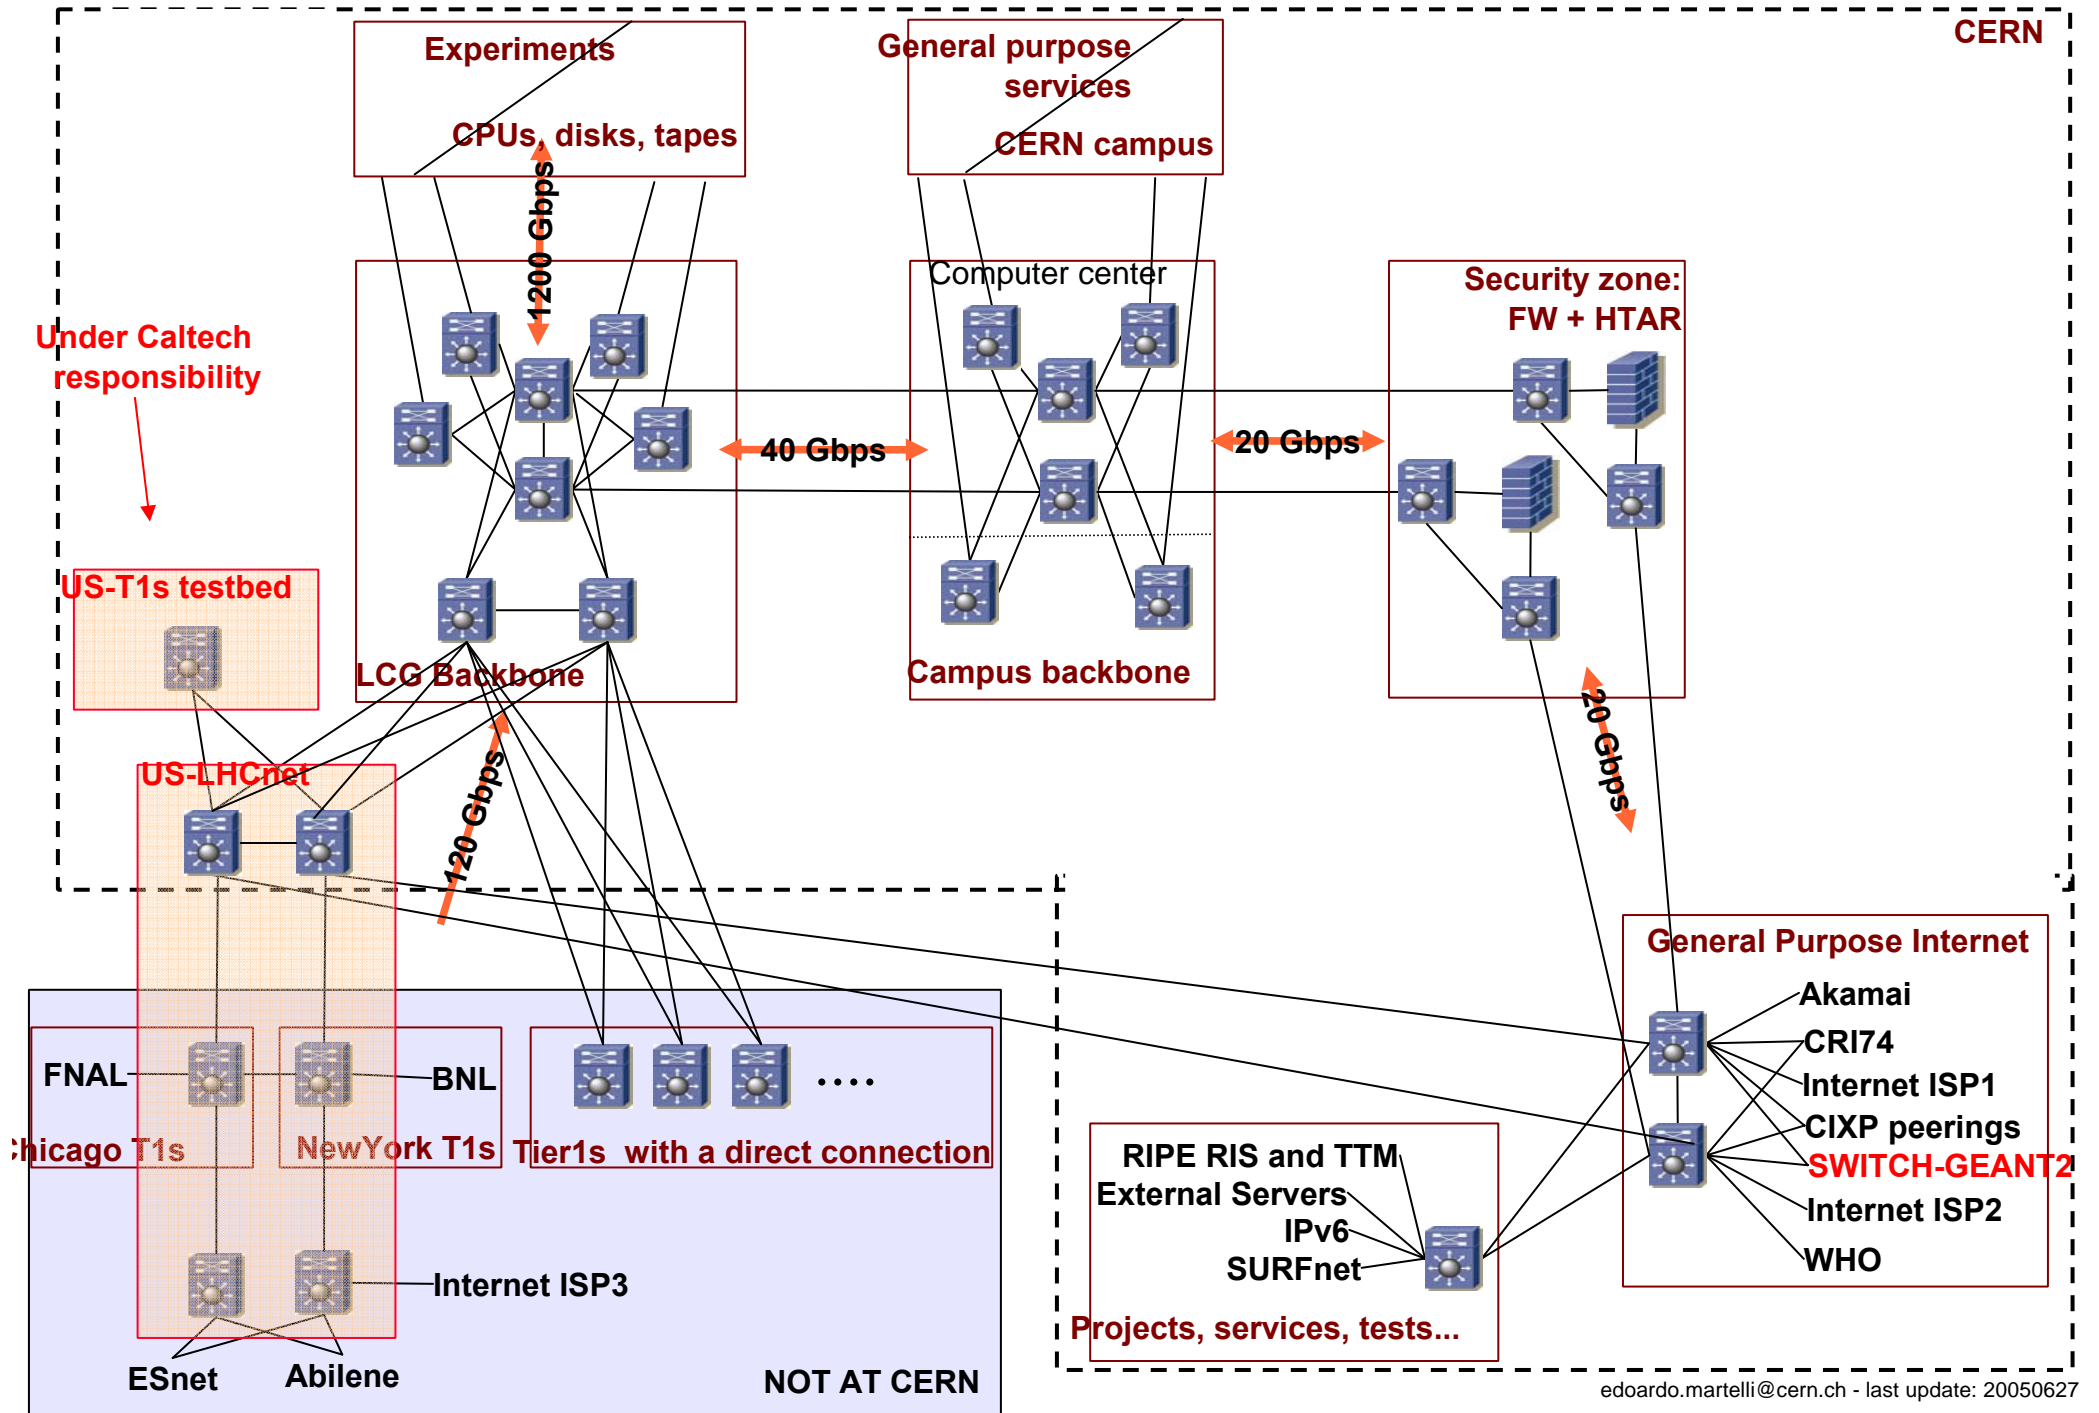 CERN
Experiments
CPUs, disks, tapes
General purpose
services
CERN campus
1200 Gbps
Computer center
Security zone:
FW + HTAR
Under Caltech
responsibility
40 Gbps
20 Gbps
US-T1s testbed
LCG Backbone
Campus backbone
20 Gbps
US-LHCnet
120 Gbps
General Purpose Internet
Akamai
CRI74
Internet ISP1
CIXP peerings
SWITCH-GEANT2
Internet ISP2
WHO
FNAL
BNL
....
Chicago T1s
NewYork T1s
Tier1s with a direct connection
RIPE RIS and TTM
External Servers
IPv6
SURFnet
Projects, services, tests...
Internet ISP3
ESnet
Abilene
NOT AT CERN
edoardo.martelli@cern.ch - last update: 20050627